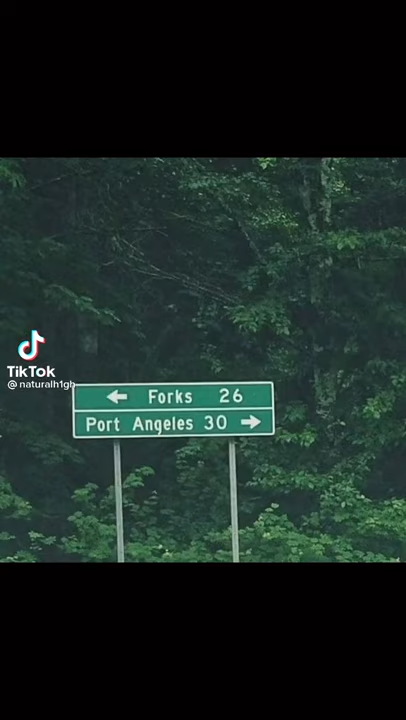 TikTok
@naturalh1gh
← Forks 26
Port Angeles 30 →